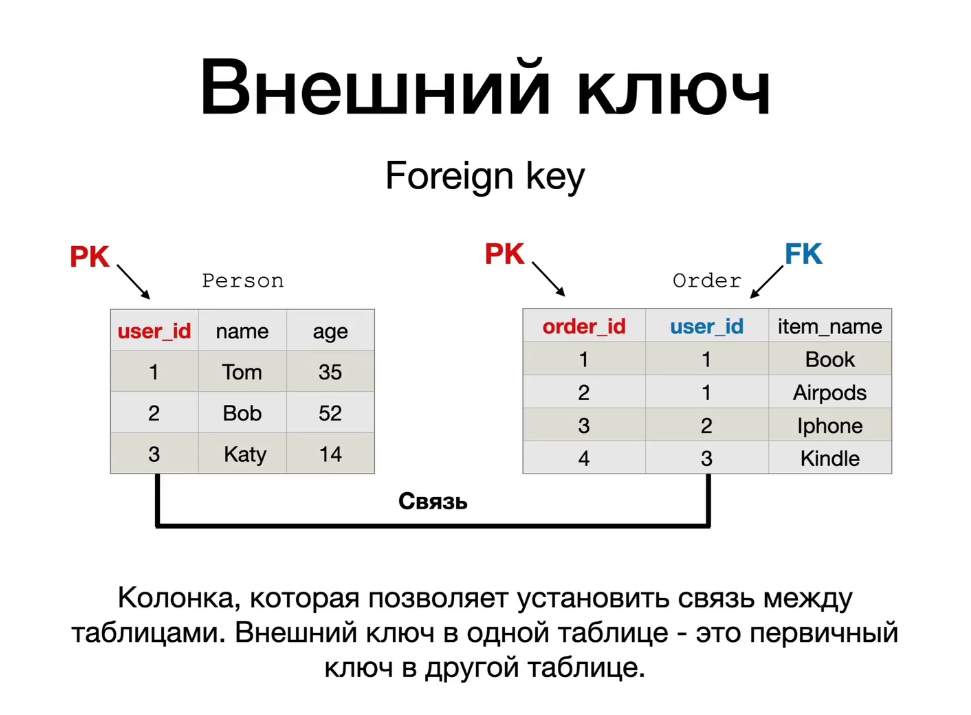 Внешний ключ
Foreign key
PK
Person
user_id name age
1 Tom 35
2 Bob 52
3 Katy 14
PK
FK
Order
order_id user_id item_name
1 1 Book
2 1 Airpods
3 2 Iphone
4 3 Kindle
Связь
Колонка, которая позволяет установить связь между
таблицами. Внешний ключ в одной таблице - это первичный
ключ в другой таблице.